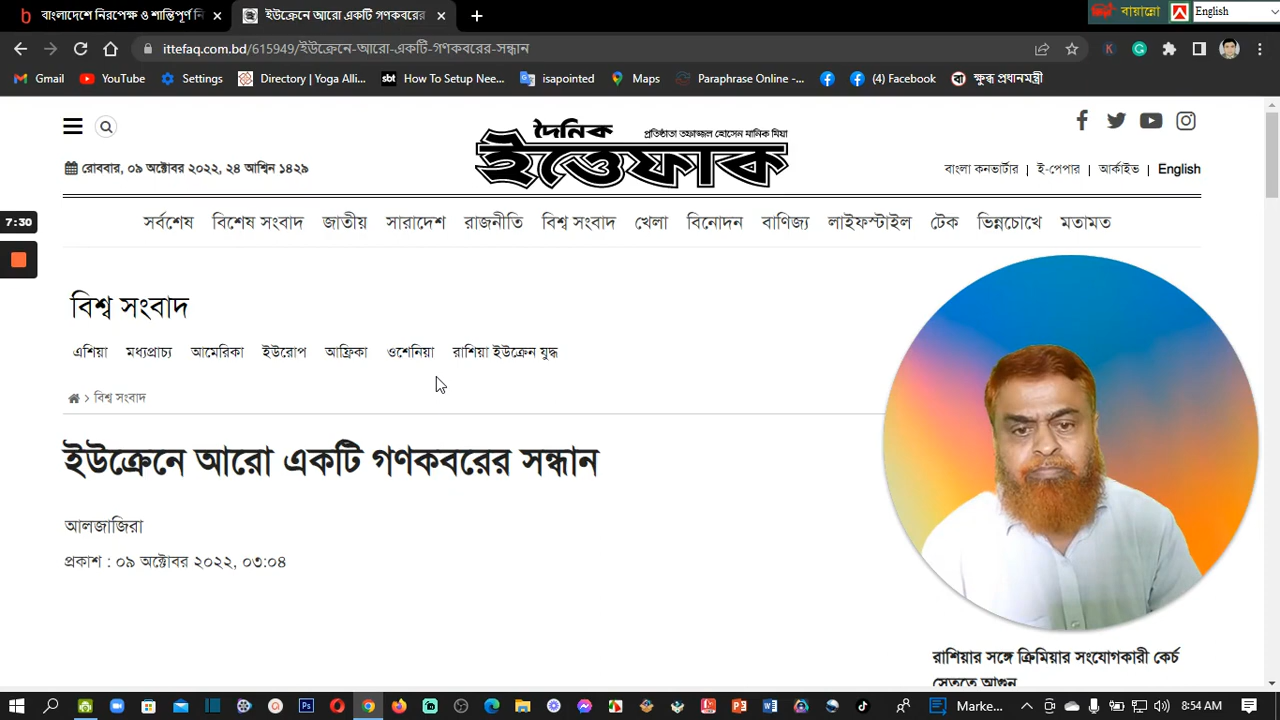 বাংলাদেশে নিরপেক্ষ ও শান্তিপূর্ণ নি
ইউক্রেনে আরো একটি গণকবরের
বায়ান্নো
English
ittefaq.com.bd/615949/ইউক্রেনে-আরো-একটি-গণকবরের-সন্ধান
Gmail YouTube Settings Directory | Yoga Alli... sbt How To Setup Nee... isapointed Maps Paraphrase Online -... (4) Facebook বা ক্ষুব্ধ প্রধানমন্ত্রী
দৈনিক
প্রতিষ্ঠাতা তফাজ্জল হোসেন মানিক মিয়া
ইত্তেফাক
রোববার, ০৯ অক্টোবর ২০২২, ২৪ আশ্বিন ১৪২৯
বাংলা কনভার্টার | ই-পেপার | আর্কাইভ | English
7:30
সর্বশেষ বিশেষ সংবাদ জাতীয় সারাদেশ রাজনীতি বিশ্ব সংবাদ খেলা বিনোদন বাণিজ্য লাইফস্টাইল টেক ভিন্নচোখে মতামত
বিশ্ব সংবাদ
এশিয়া মধ্যপ্রাচ্য আমেরিকা ইউরোপ আফ্রিকা ওশেনিয়া রাশিয়া ইউক্রেন যুদ্ধ
> বিশ্ব সংবাদ
ইউক্রেনে আরো একটি গণকবরের সন্ধান
আলজাজিরা
প্রকাশ : ০৯ অক্টোবর ২০২২, ০৩:০৪
রাশিয়ার সঙ্গে ক্রিমিয়ার সংযোগকারী কের্চ
সেতুতে আগুন
Marke...
8:54 AM